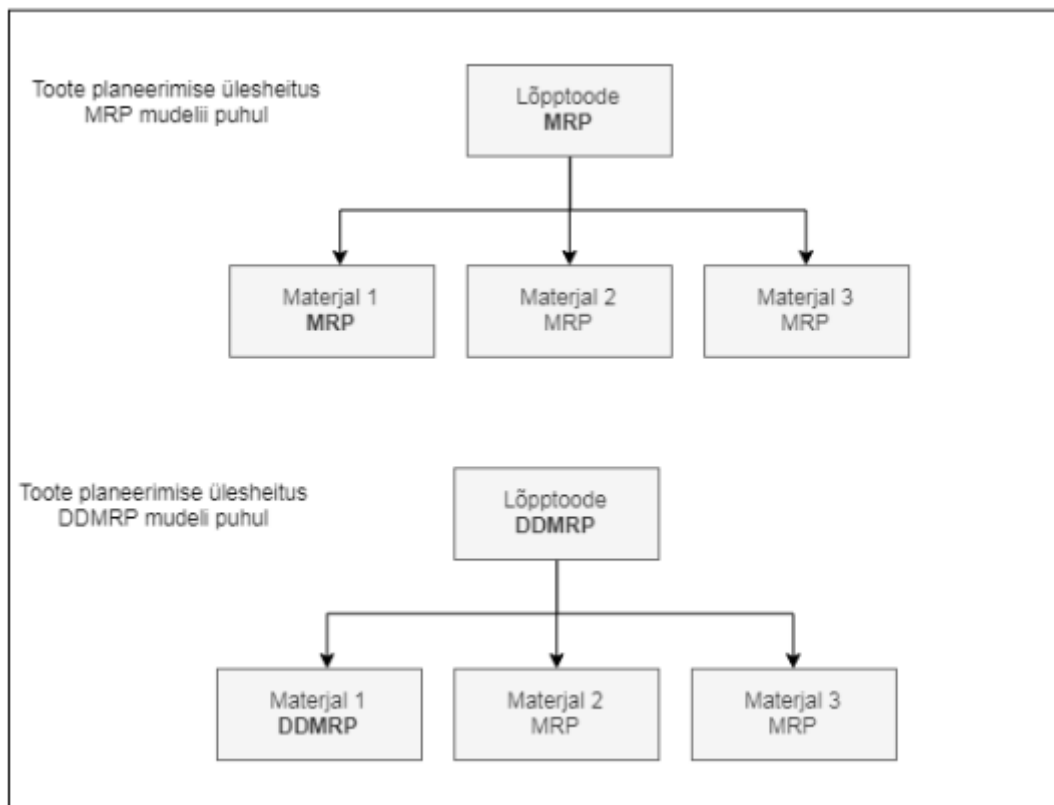 Toote planeerimise ülesheitus
MRP mudelii puhul
Lõpptoode
MRP
Materjal 1
MRP
Materjal 2
MRP
Materjal 3
MRP
Toote planeerimise ülesheitus
DDMRP mudeli puhul
Lõpptoode
DDMRP
Materjal 1
DDMRP
Materjal 2
MRP
Materjal 3
MRP